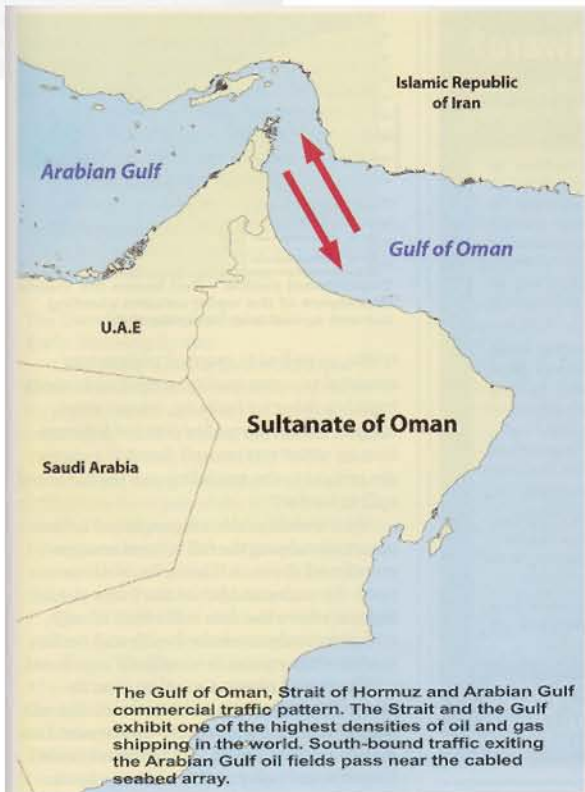 Islamic Republic
of Iran
Arabian Gulf
Gulf of Oman
U.A.E
Sultanate of Oman
Saudi Arabia
The Gulf of Oman, Strait of Hormuz and Arabian Gulf
commercial traffic pattern. The Strait and the Gulf
exhibit one of the highest densities of oil and gas
shipping in the world. South-bound traffic exiting
the Arabian Gulf oil fields pass near the cabled
seabed array.